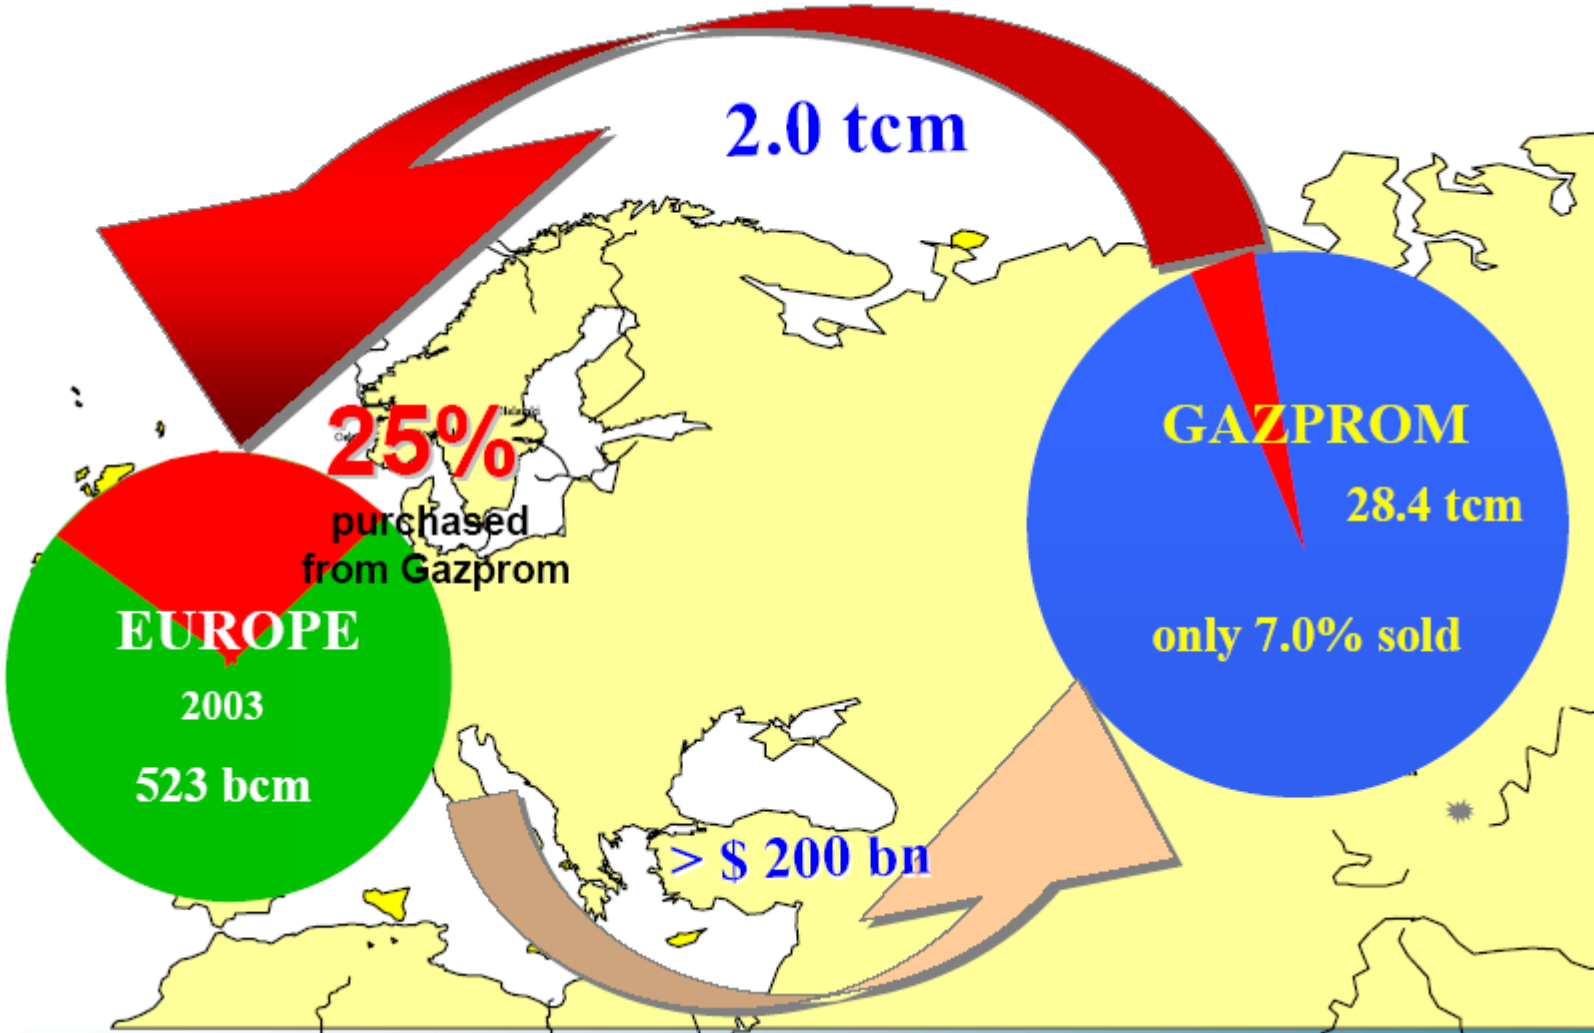 2.0 tcm
25%
purchased
from Gazprom
GAZPROM
28.4 tcm
only 7.0% sold
EUROPE
2003
523 bcm
> $ 200 bn